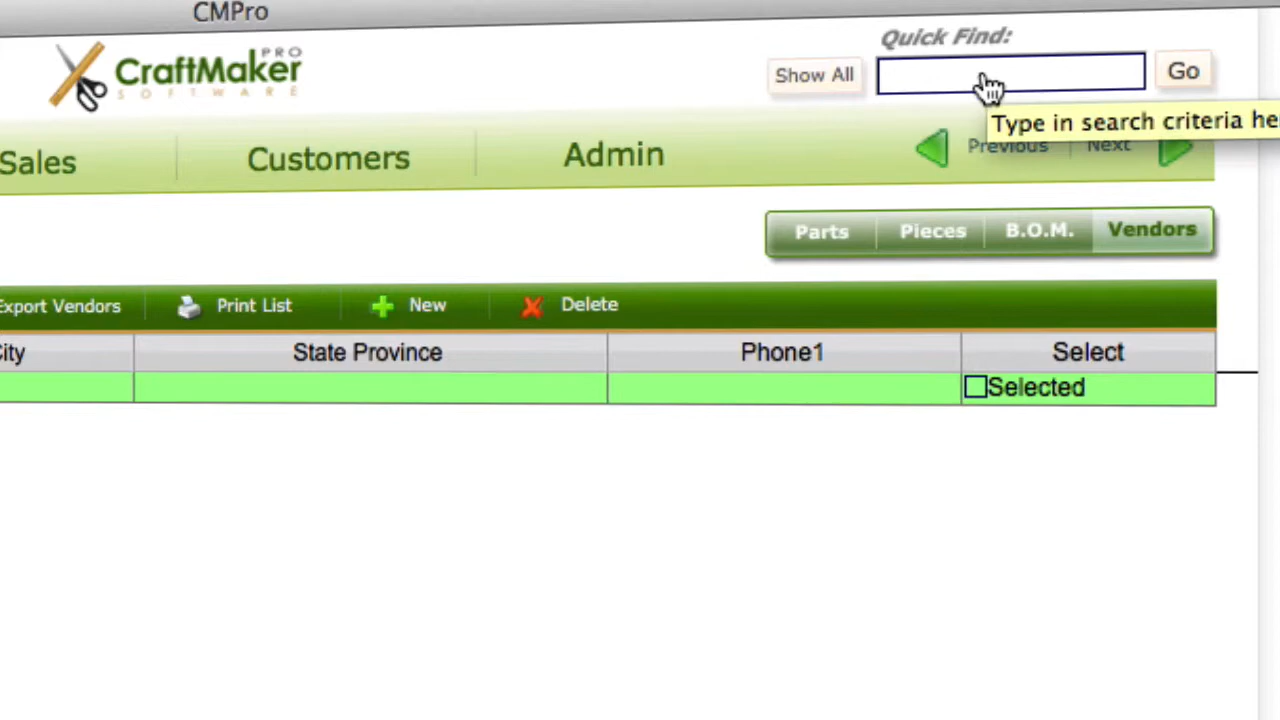 CMPro
CraftMaker PRO
SOFTWARE
Quick Find:
Show All
Go
Type in search criteria
Sales Customers Admin Previous Next
Parts Pieces B.O.M. Vendors
Export Vendors Print List New Delete
City State Province Phone1 Select
Selected